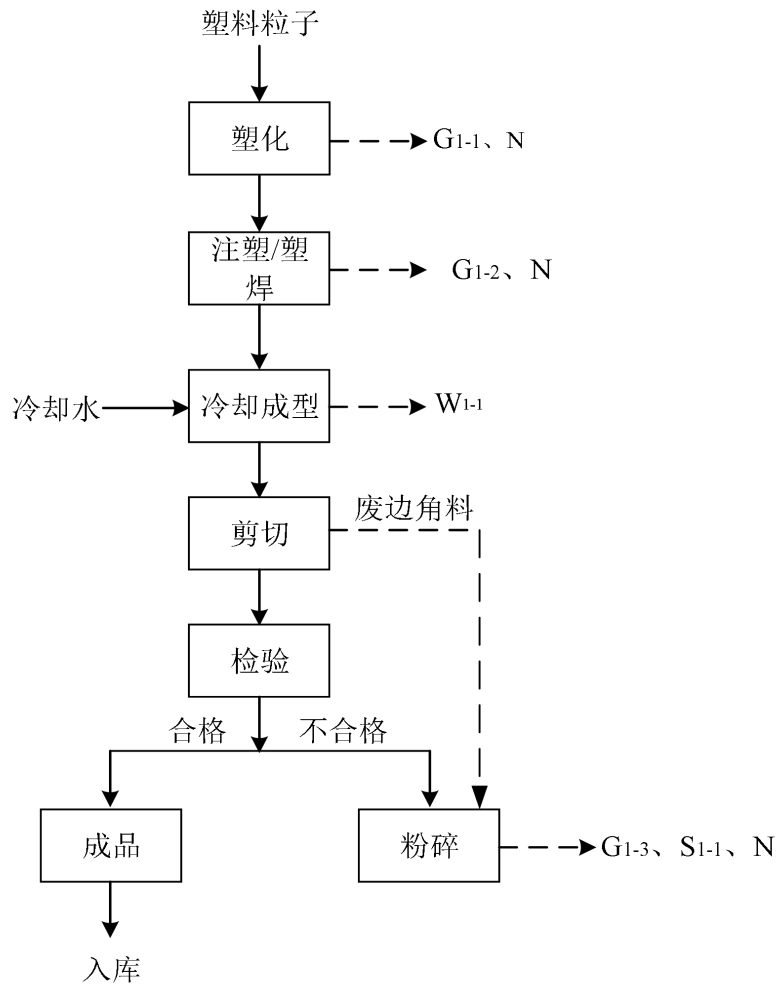 塑料粒子
塑化
G1-1、N
注塑/塑
焊
G1-2、N
冷却水
冷却成型
W1-1
剪切
废边角料
检验
合格
不合格
成品
粉碎
G1-3、S1-1、N
入库